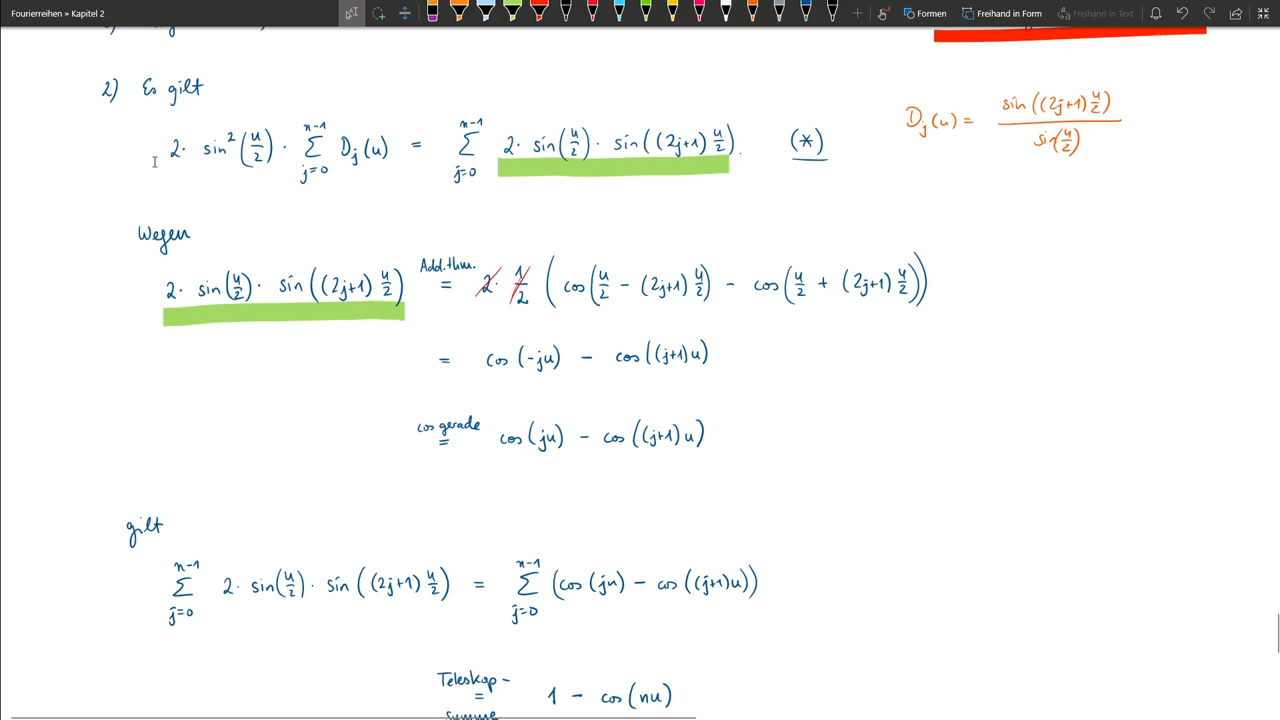 Fourierreihen » Kapitel 2
Formen
Freihand in Form
Freihand in Text
2) Es gilt
2 · sin²(u/2) · ∑_{j=0}^{n-1} D_j(u) = ∑_{j=0}^{n-1} 2 · sin(u/2) · sin((2j+1) u/2). (*)
D_j(u) = sin((2j+1) u/2) / sin(u/2)
Wegen
2 · sin(u/2) · sin((2j+1) u/2) Add.thm. = 2 · 1/2 (cos(u/2 - (2j+1) u/2) - cos(u/2 + (2j+1) u/2))
= cos(-ju) - cos((j+1)u)
cos gerade = cos(ju) - cos((j+1)u)
gilt
∑_{j=0}^{n-1} 2 · sin(u/2) · sin((2j+1) u/2) = ∑_{j=0}^{n-1} (cos(ju) - cos((j+1)u))
Teleskop-
= 1 - cos(nu)
summe